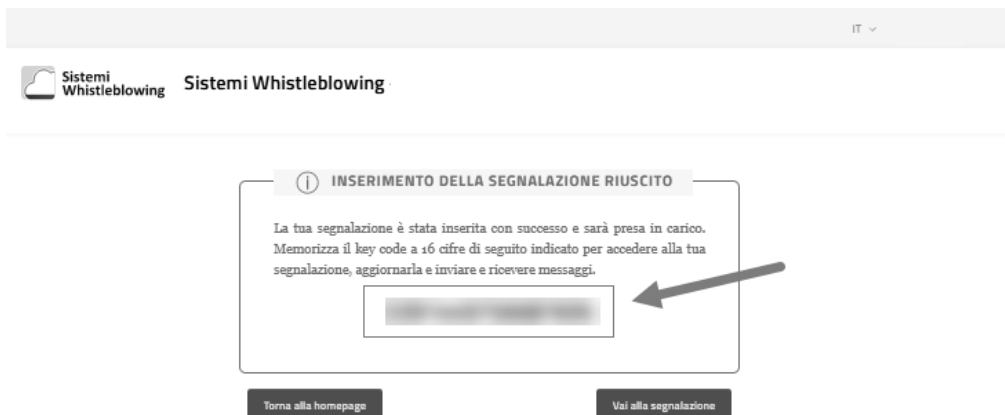 IT
Sistemi
Whistleblowing
Sistemi Whistleblowing
INSERIMENTO DELLA SEGNALAZIONE RIUSCITO
La tua segnalazione è stata inserita con successo e sarà presa in carico.
Memorizza il key code a 16 cifre di seguito indicato per accedere alla tua
segnalazione, aggiornarla e inviare e ricevere messaggi.
Torna alla homepage
Vai alla segnalazione